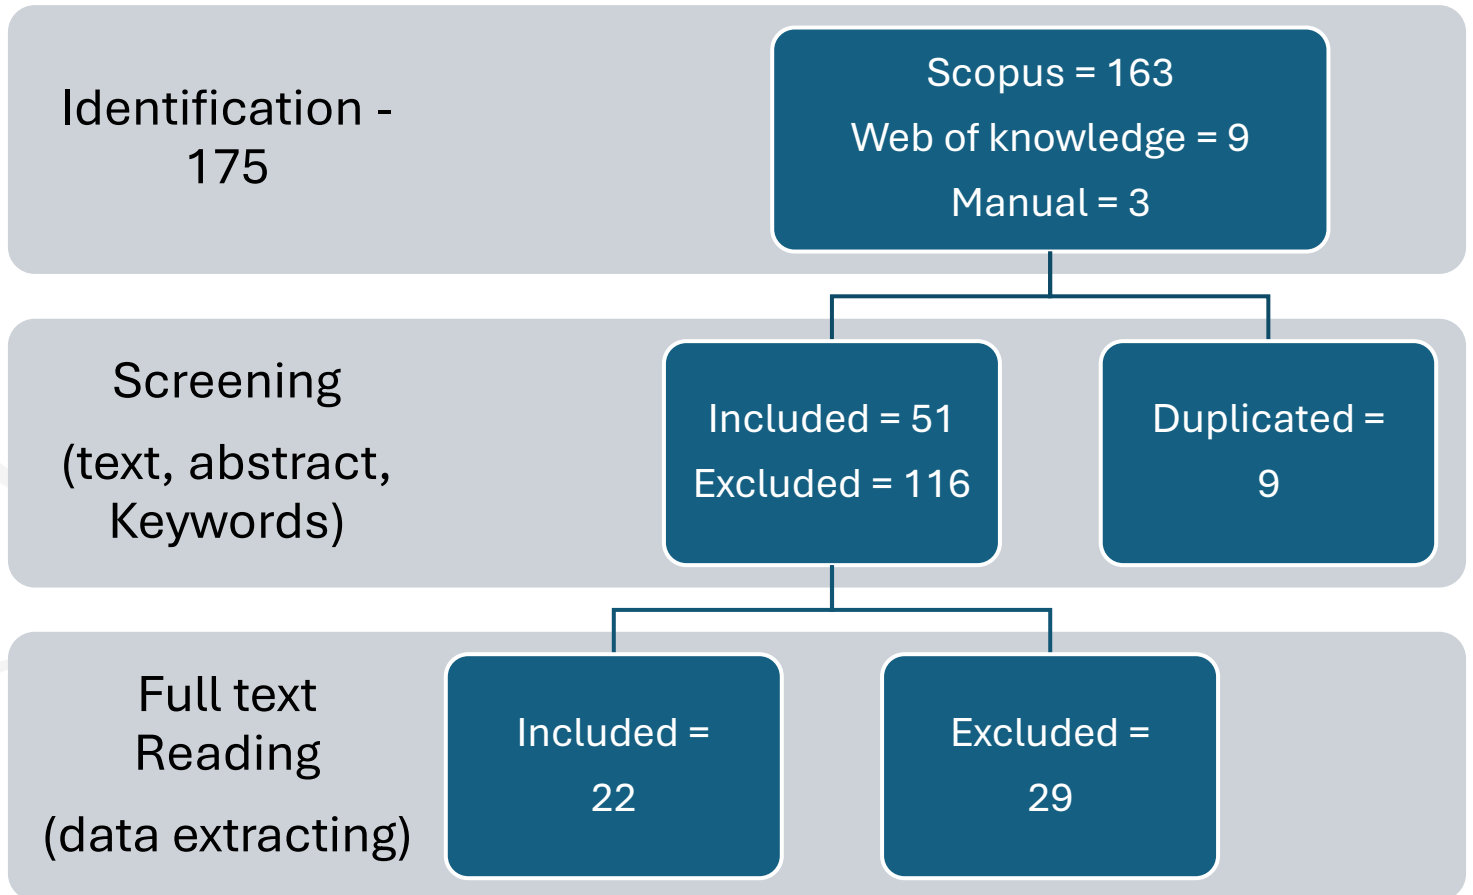 Identification -
175
Scopus = 163
Web of knowledge = 9
Manual = 3
Screening
(text, abstract,
Keywords)
Included = 51
Excluded = 116
Duplicated =
9
Full text
Reading
(data extracting)
Included =
22
Excluded =
29